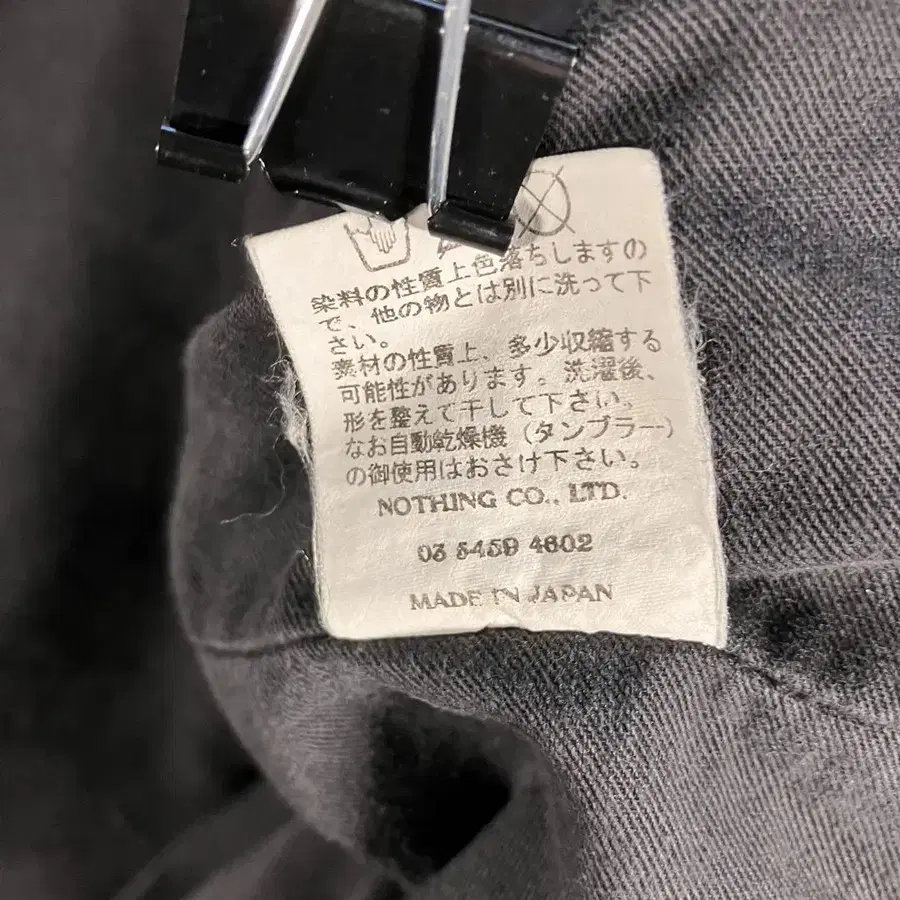 染料の性質上色落ちしますの
で、他の物とは別に洗って下
さい。
素材の性質上、多少収縮する
可能性があります。洗濯後、
形を整えて干して下さい。
なお自動乾燥機（タンブラー）
の御使用はおさけ下さい。
NOTHING CO., LTD.
03 5459 4602
MADE IN JAPAN